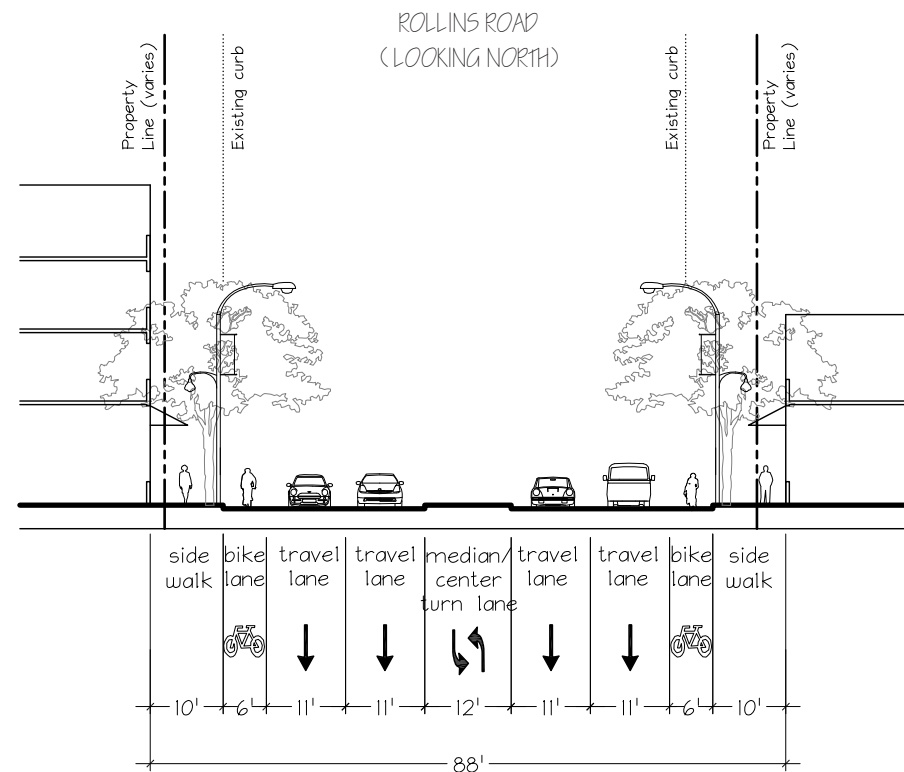 ROLLINS ROAD
(LOOKING NORTH)
Property
Line (varies)
Existing curb
Existing curb
Property
Line (varies)
side
walk
bike
lane
travel
lane
travel
lane
median/
center
turn lane
travel
lane
travel
lane
bike
lane
side
walk
10' 6' 11' 11' 12' 11' 11' 6' 10'
88'